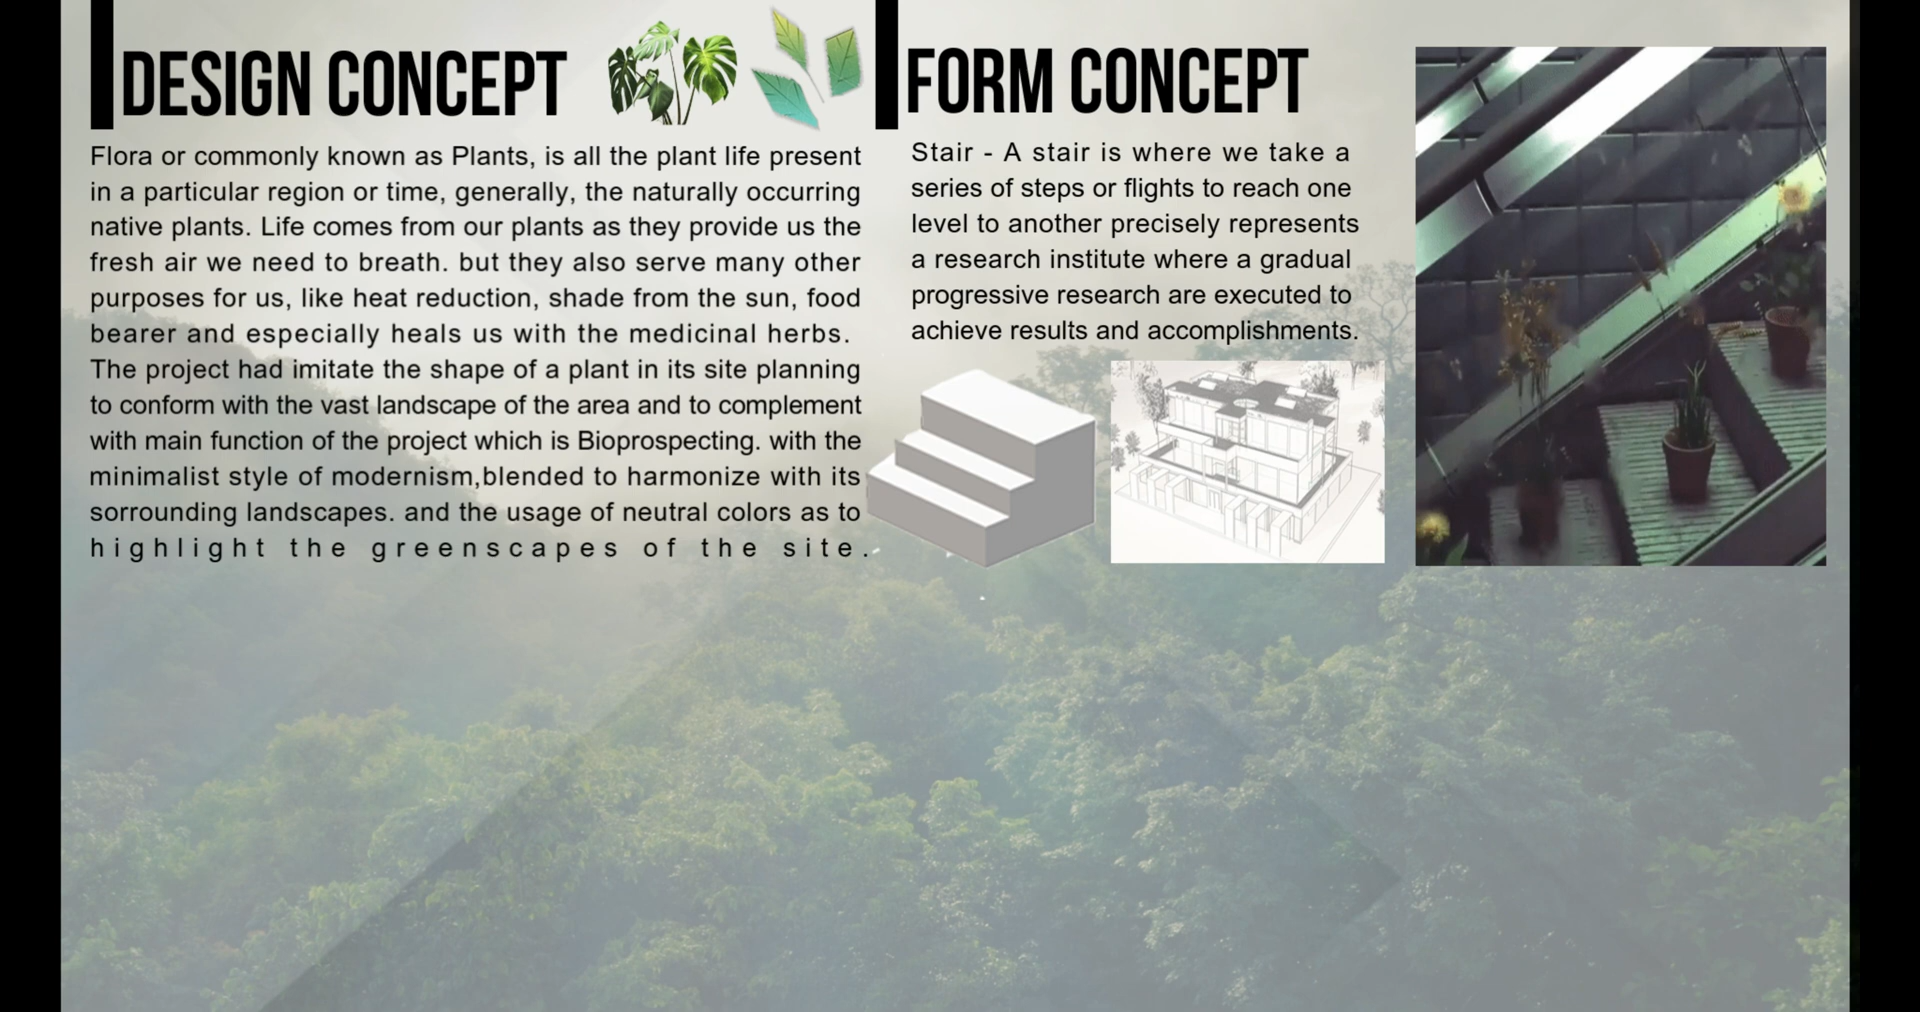 DESIGN CONCEPT
Flora or commonly known as Plants, is all the plant life present
in a particular region or time, generally, the naturally occurring
native plants. Life comes from our plants as they provide us the
fresh air we need to breath. but they also serve many other
purposes for us, like heat reduction, shade from the sun, food
bearer and especially heals us with the medicinal herbs.
The project had imitate the shape of a plant in its site planning
to conform with the vast landscape of the area and to complement
with main function of the project which is Bioprospecting. with the
minimalist style of modernism,blended to harmonize with its
sorrounding landscapes. and the usage of neutral colors as to
highlight the greenscapes of the site.
FORM CONCEPT
Stair - A stair is where we take a
series of steps or flights to reach one
level to another precisely represents
a research institute where a gradual
progressive research are executed to
achieve results and accomplishments.